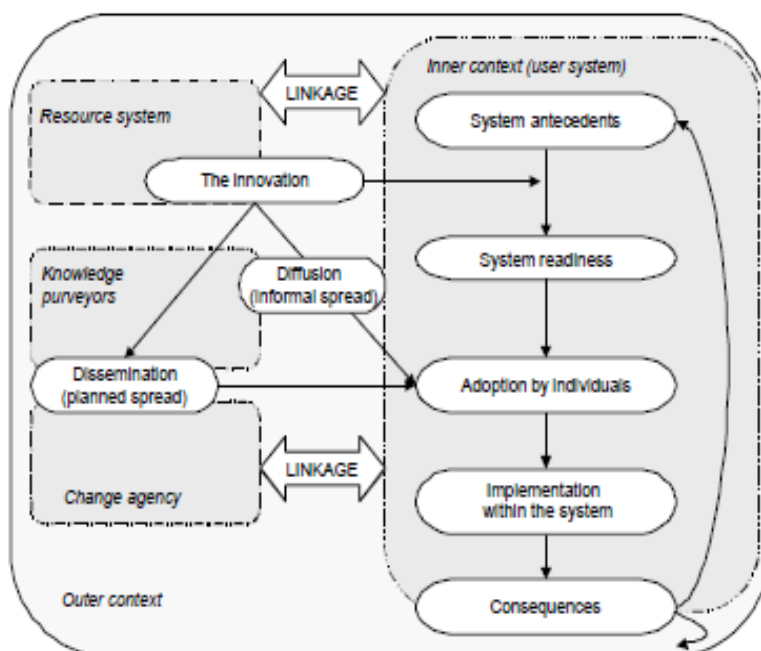 Inner context (user system)
LINKAGE
Resource system
System antecedents
The Innovation
System readiness
Knowledge
purveyors
Diffusion
(informal spread)
Dissemination
(planned spread)
Adoption by individuals
LINKAGE
Change agency
Implementation
within the system
Outer context
Consequences